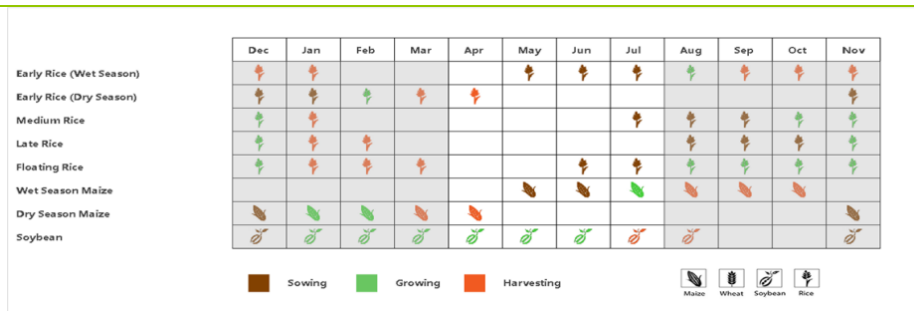 Dec Jan Feb Mar Apr May Jun Jul Aug Sep Oct Nov
Early Rice (Wet Season)
Early Rice (Dry Season)
Medium Rice
Late Rice
Floating Rice
Wet Season Maize
Dry Season Maize
Soybean
Sowing Growing Harvesting
Maize Wheat Soybean Rice